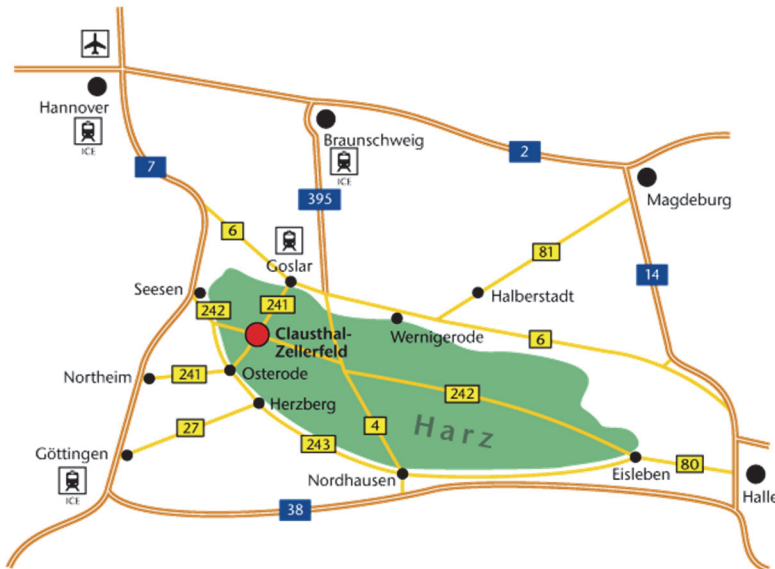 Hannover
ICE
Braunschweig
ICE
2
7
395
Magdeburg
6
81
Goslar
14
Seesen
Halberstadt
242
241
Wernigerode
Clausthal-
Zellerfeld
6
Northeim
241
Osterode
242
Herzberg
27
4
Harz
243
Göttingen
ICE
Nordhausen
Eisleben
80
Halle
38